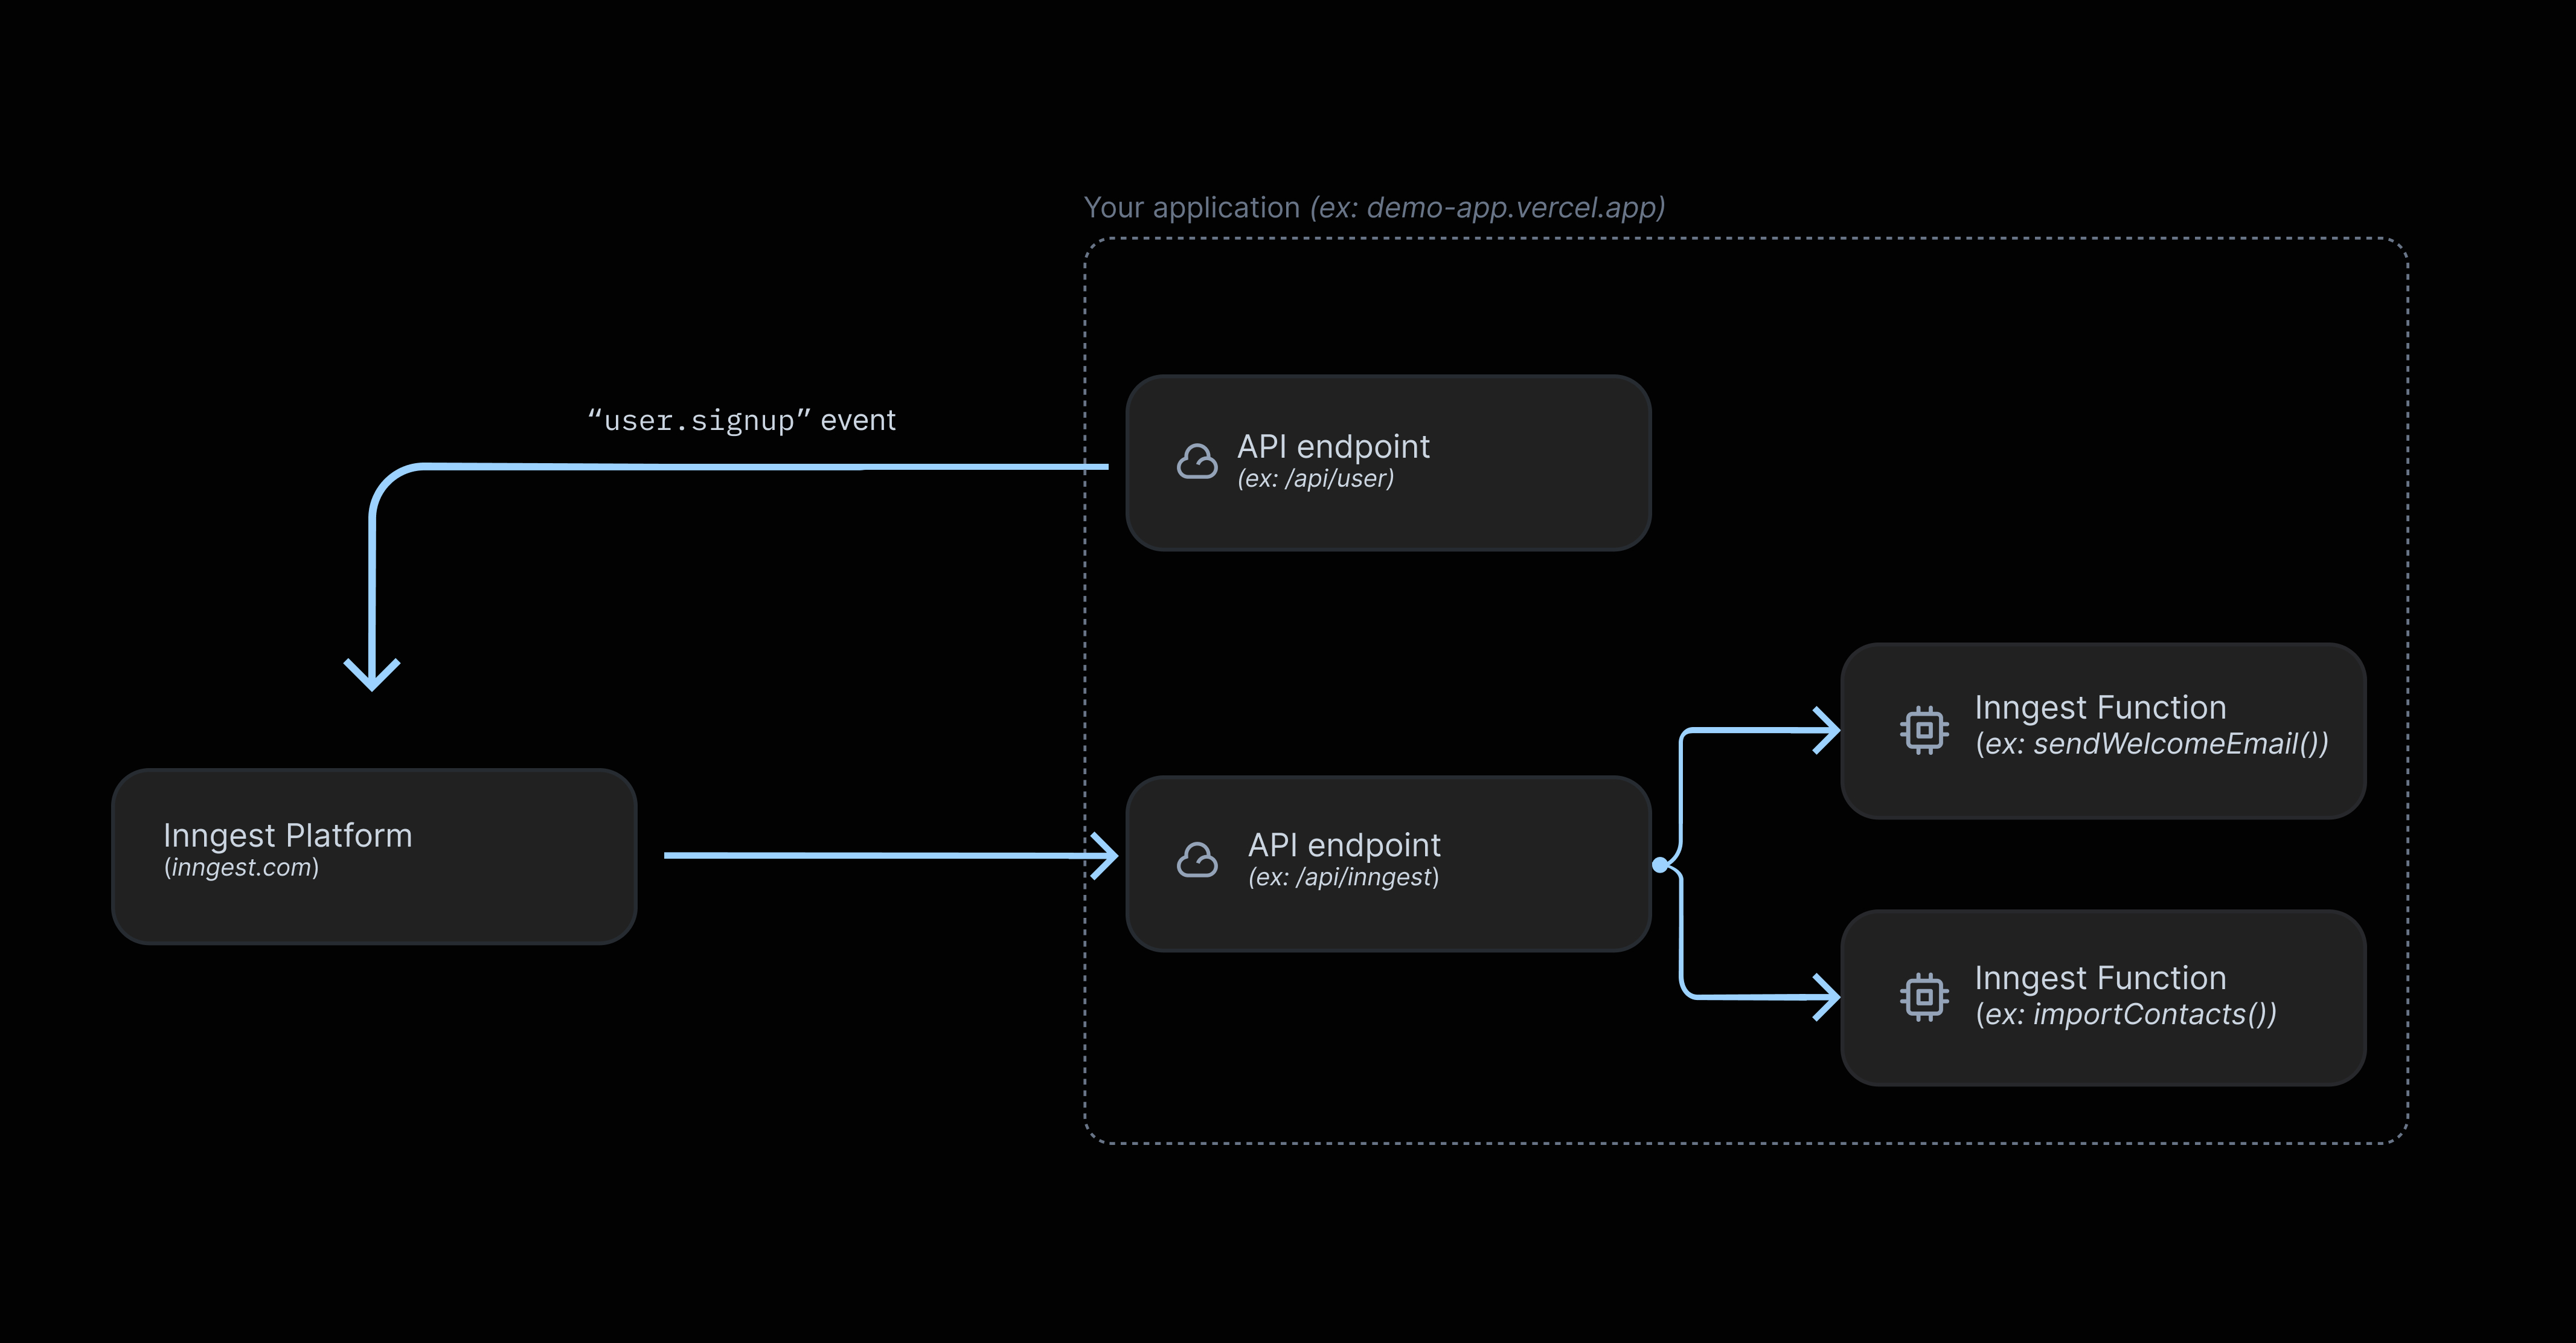 Your application (ex: demo-app.vercel.app)
“user.signup” event
API endpoint
(ex: /api/user)
Inngest Platform
(inngest.com)
API endpoint
(ex: /api/inngest)
Inngest Function
(ex: sendWelcomeEmail())
Inngest Function
(ex: importContacts())